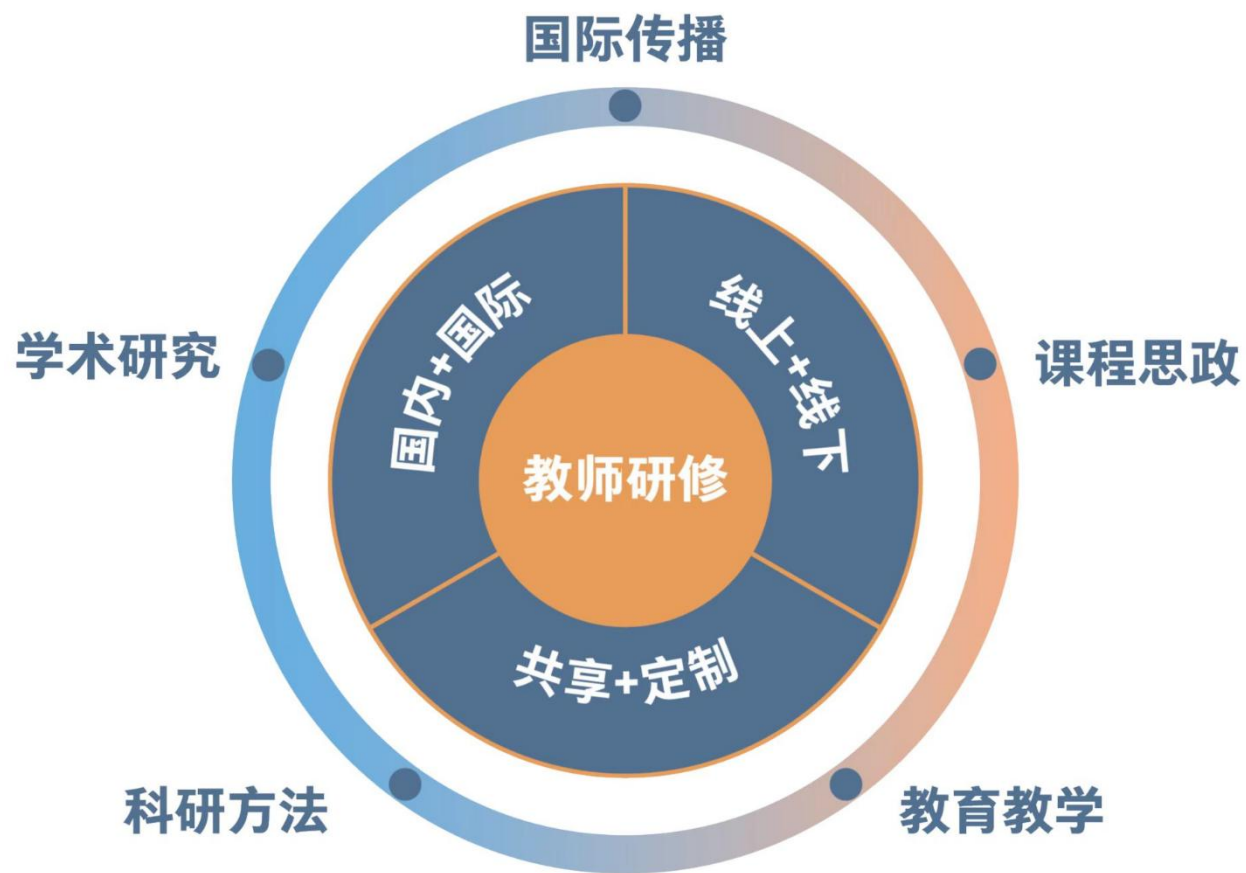 国际传播
学术研究
课程思政
国内+国际
线上+线下
教师研修
共享+定制
科研方法
教育教学